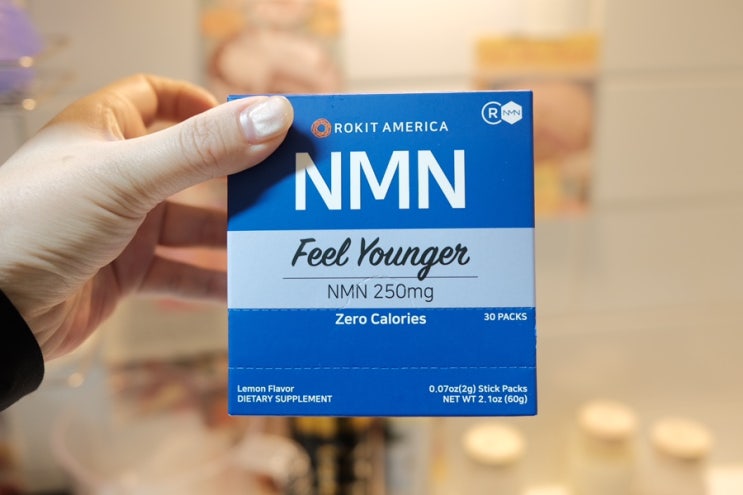 ROKIT AMERICA
R NMN
NMN
Feel Younger
NMN 250mg
Zero Calories
30 PACKS
Lemon Flavor
DIETARY SUPPLEMENT
0.07oz(2g) Stick Packs
NET WT 2.1oz (60g)